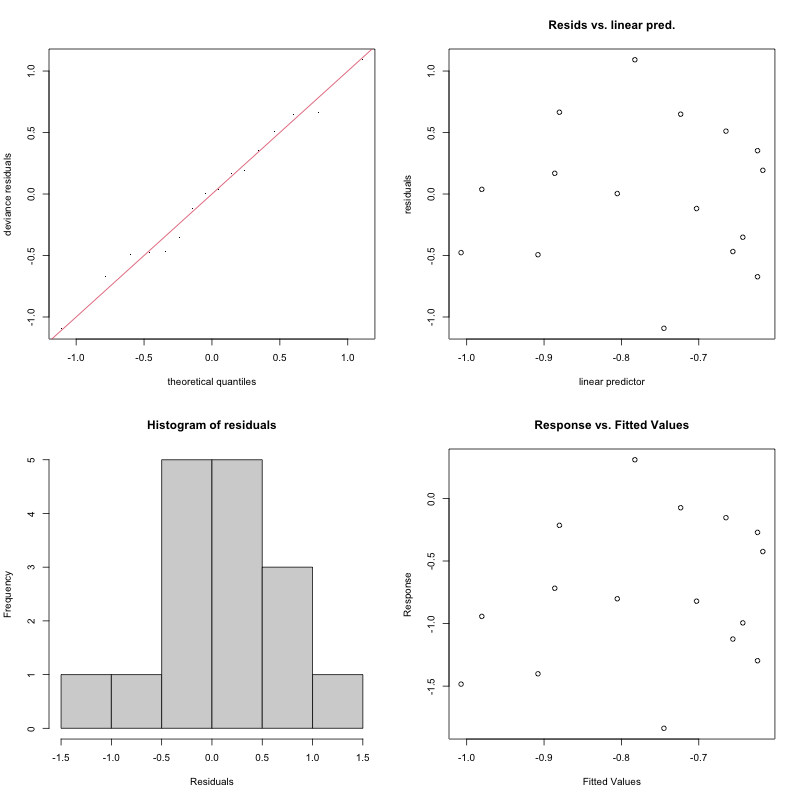 1.0
0.5
0.0
-0.5
-1.0
deviance residuals
-1.0 -0.5 0.0 0.5 1.0
theoretical quantiles
Resids vs. linear pred.
1.0
0.5
0.0
-0.5
-1.0
residuals
-1.0 -0.9 -0.8 -0.7
linear predictor
Histogram of residuals
5
4
3
2
1
0
Frequency
-1.5 -1.0 -0.5 0.0 0.5 1.0 1.5
Residuals
Response vs. Fitted Values
0.0
-0.5
-1.0
-1.5
Response
-1.0 -0.9 -0.8 -0.7
Fitted Values